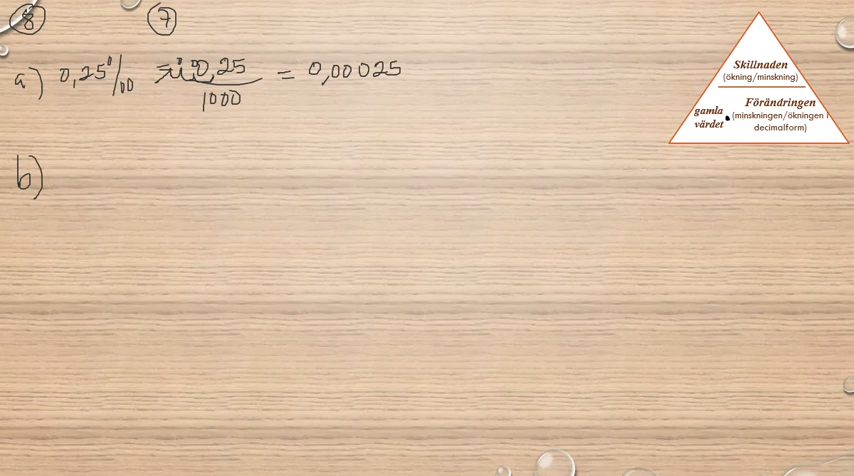 8 7
a) 0,25‰ 0,25/1000 = 0,00025
b)
Skillnaden
(ökning/minskning)
gamla värdet • Förändringen
(minskningen/ökningen i
decimalform)